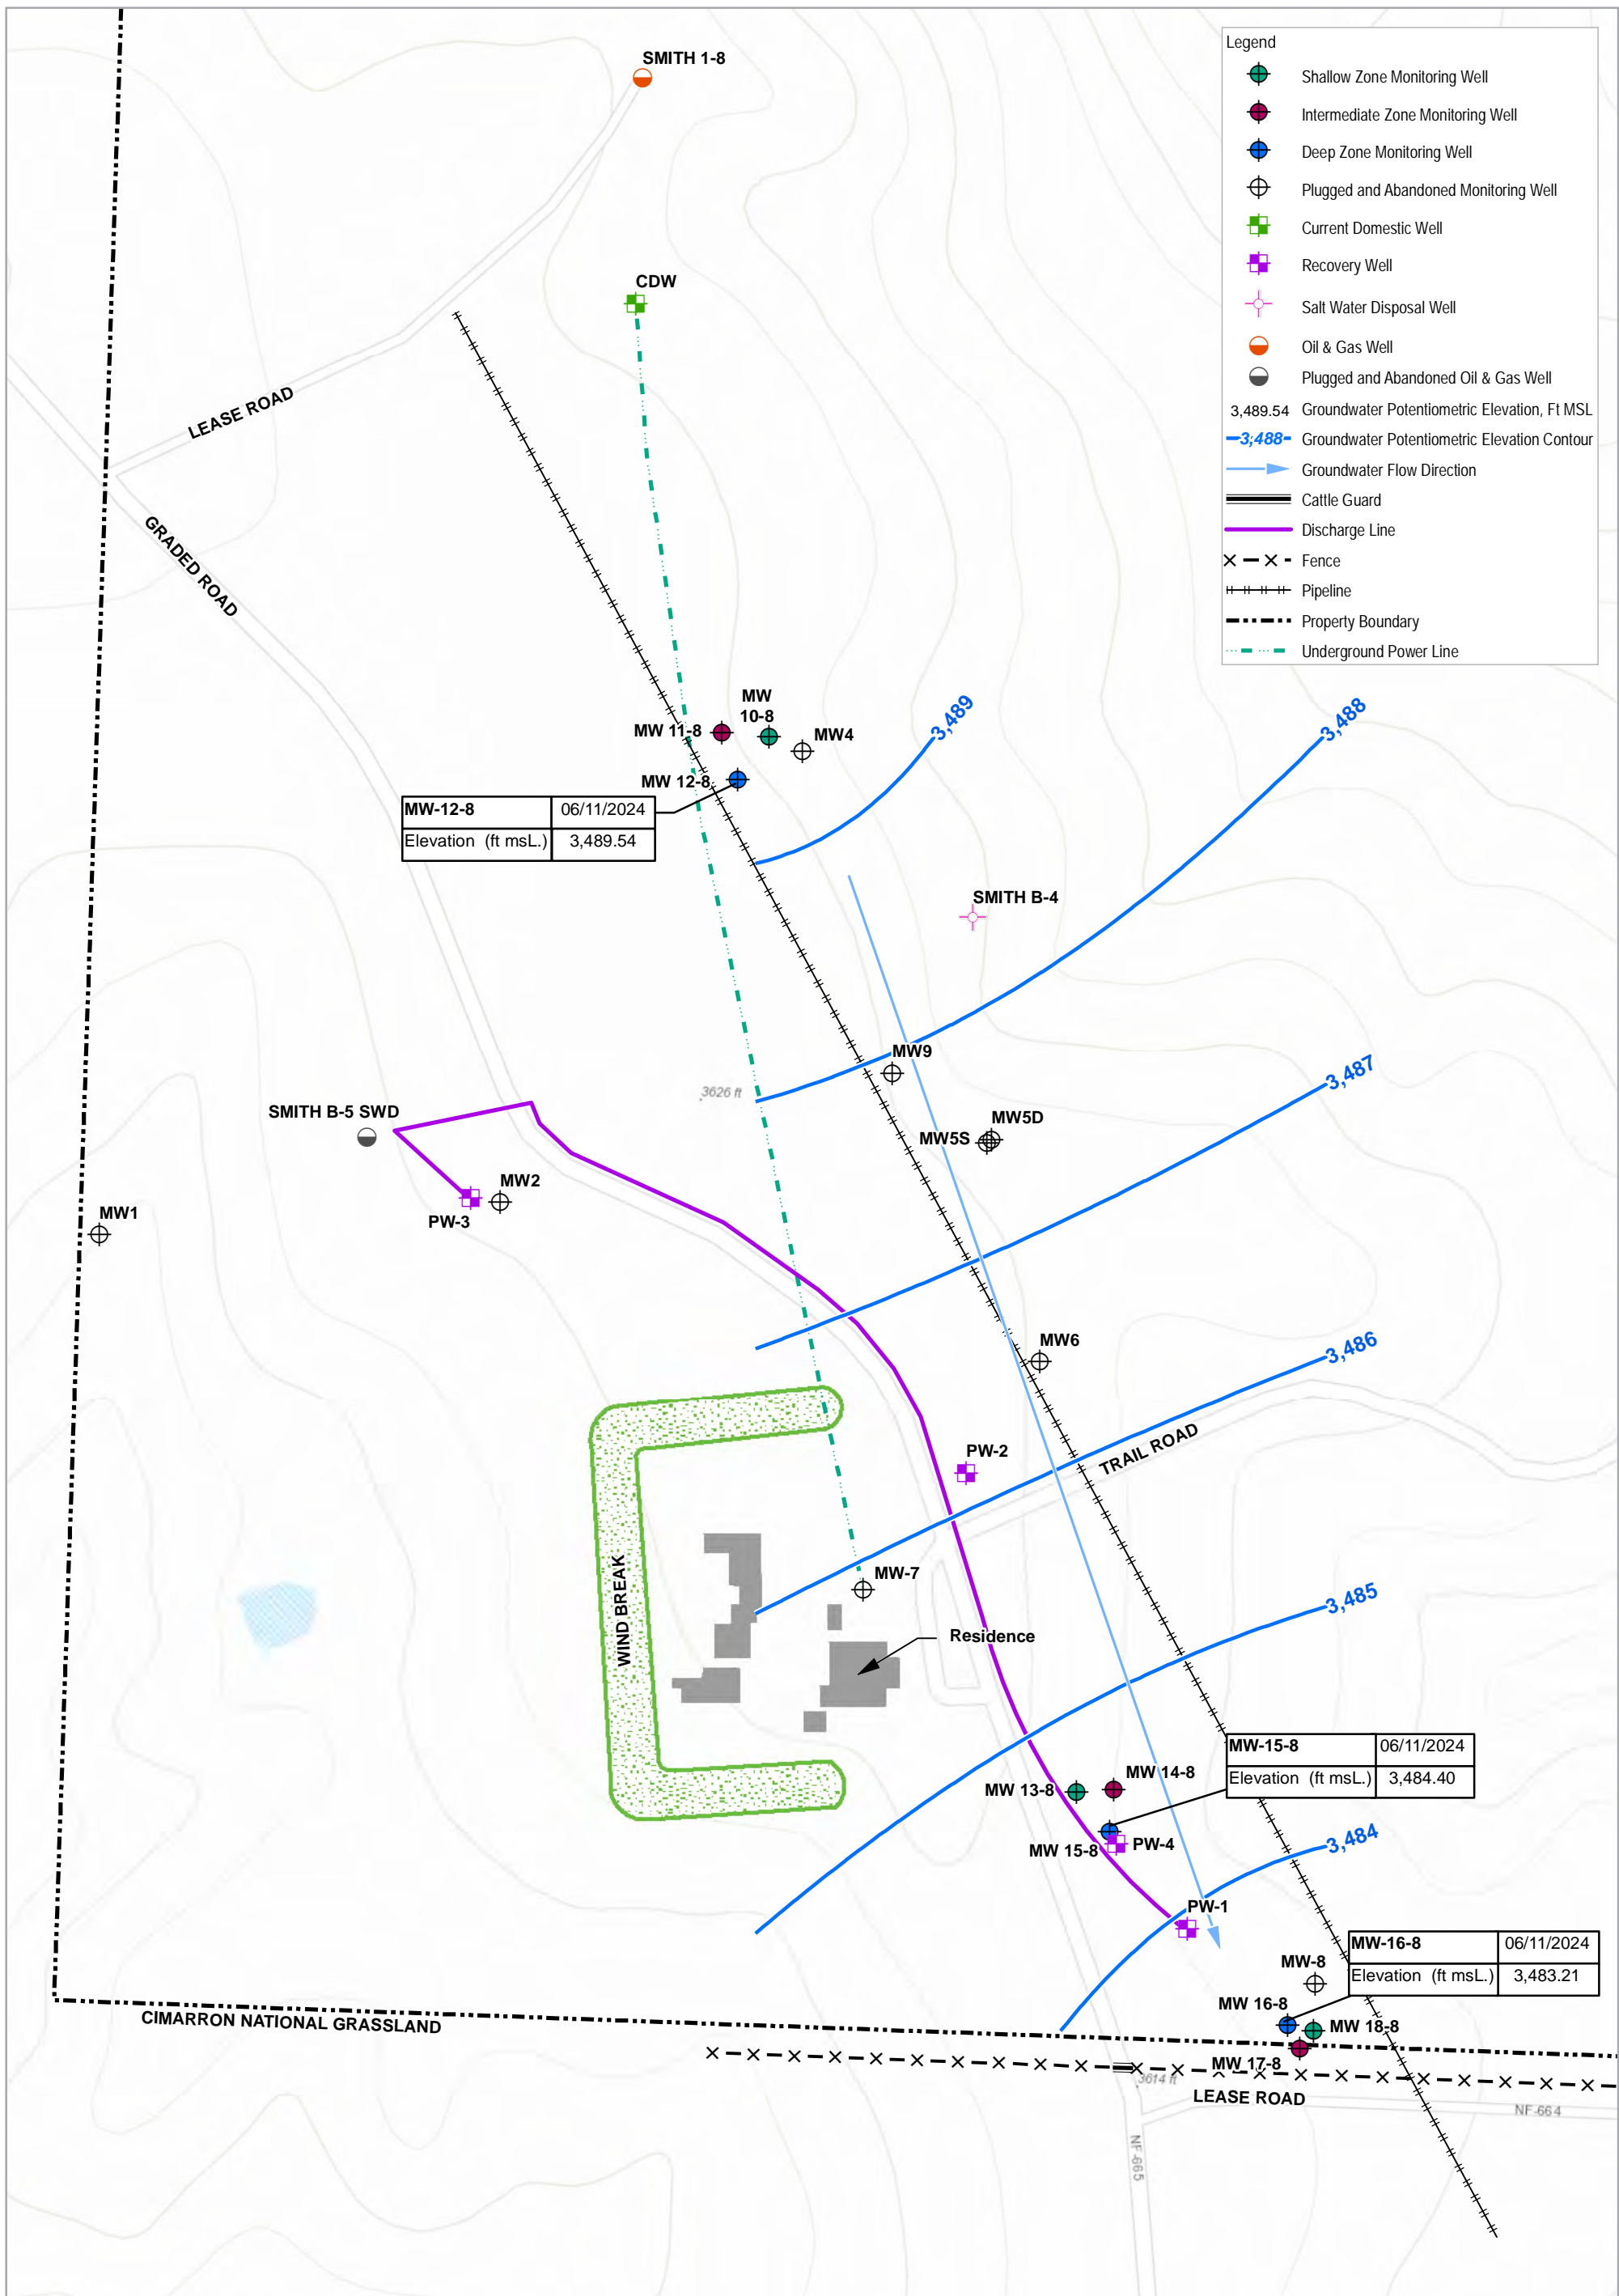 Legend
Shallow Zone Monitoring Well
Intermediate Zone Monitoring Well
Deep Zone Monitoring Well
Plugged and Abandoned Monitoring Well
Current Domestic Well
Recovery Well
Salt Water Disposal Well
Oil & Gas Well
Plugged and Abandoned Oil & Gas Well
3,489.54 Groundwater Potentiometric Elevation, Ft MSL
3,488 Groundwater Potentiometric Elevation Contour
Groundwater Flow Direction
Cattle Guard
Discharge Line
Fence
Pipeline
Property Boundary
Underground Power Line
SMITH 1-8
CDW
LEASE ROAD
GRADED ROAD
MW
10-8
MW 11-8
MW4
MW 12-8
3,489
3,488
MW-12-8 06/11/2024
Elevation (ft msL.) 3,489.54
SMITH B-4
MW9
3626 ft
3,487
SMITH B-5 SWD
MW5D
MW5S
MW2
PW-3
MW1
MW6
3,486
TRAIL ROAD
PW-2
WIND BREAK
MW-7
3,485
Residence
MW-15-8 06/11/2024
Elevation (ft msL.) 3,484.40
MW 14-8
MW 13-8
MW 15-8
PW-4
3,484
PW-1
MW-16-8 06/11/2024
Elevation (ft msL.) 3,483.21
MW-8
MW 16-8
MW 18-8
MW 17-8
CIMARRON NATIONAL GRASSLAND
3614 ft
LEASE ROAD
NF-664
NF-665